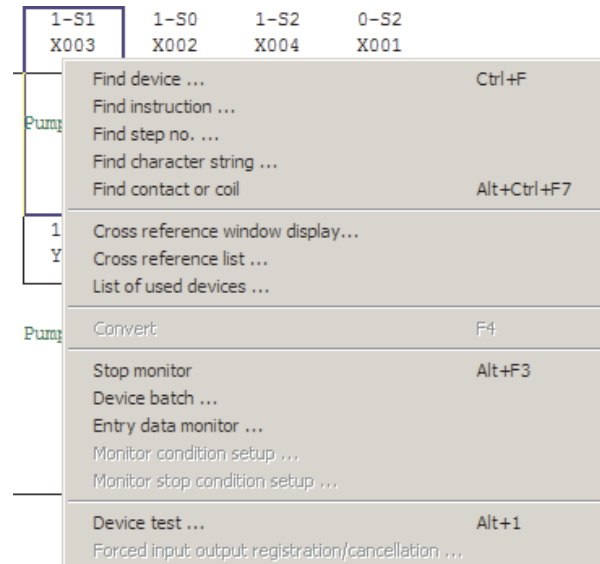 1-S1 1-S0 1-S2 0-S2
X003 X002 X004 X001
Find device ... Ctrl+F
Find instruction ...
Pump
Find step no. ...
Find character string ...
Find contact or coil Alt+Ctrl+F7
1 Cross reference window display...
Y Cross reference list ...
List of used devices ...
Pump Convert F4
Stop monitor Alt+F3
Device batch ...
Entry data monitor ...
Monitor condition setup ...
Monitor stop condition setup ...
Device test ... Alt+1
Forced input output registration/cancellation ...